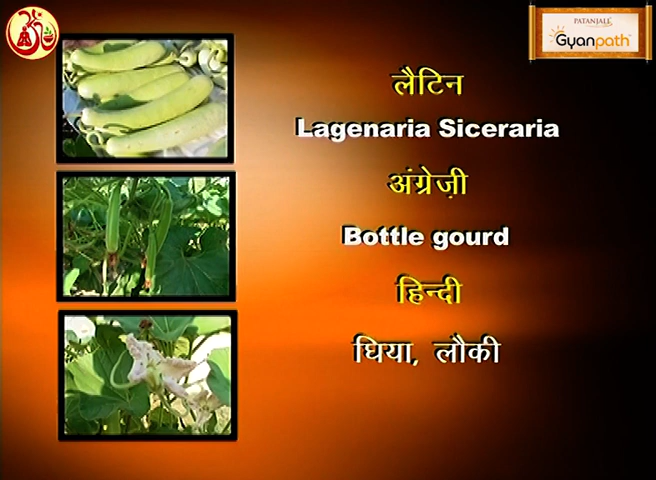 PATANJALI
Gyanpath
लैटिन
Lagenaria Siceraria
अंग्रेज़ी
Bottle gourd
हिन्दी
घिया, लौकी